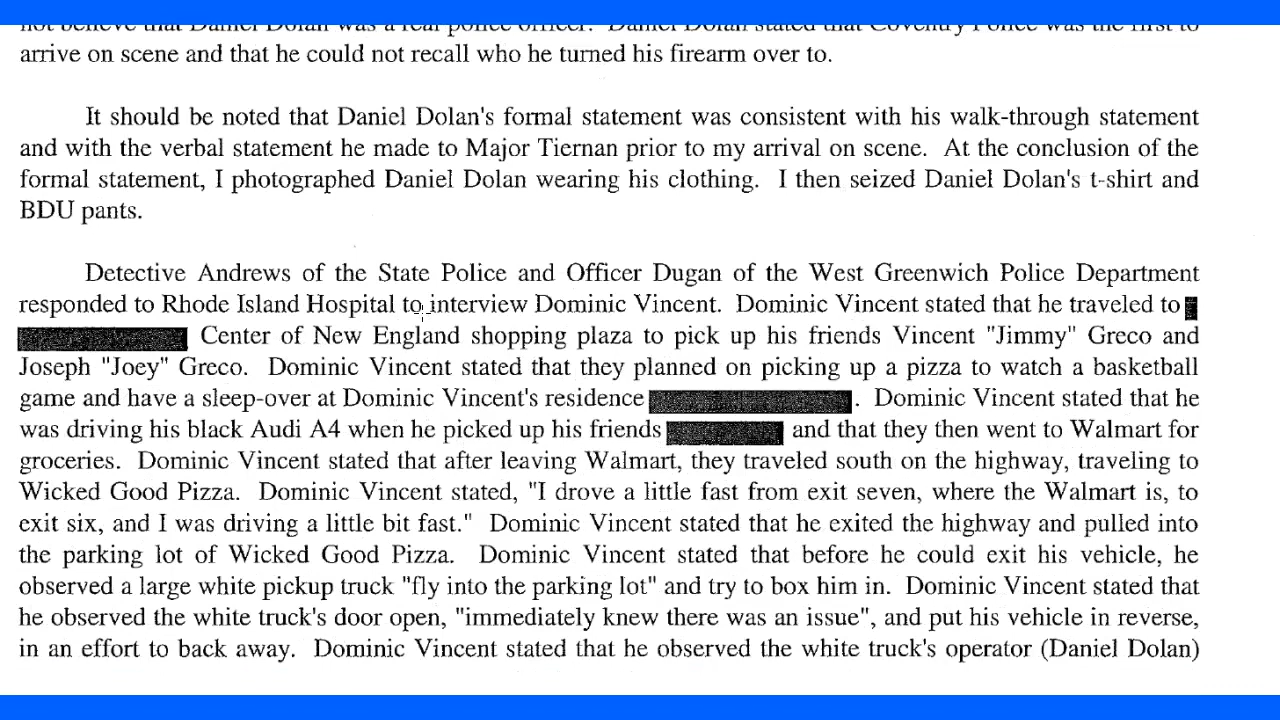 not believe that Daniel Dolan was a real police officer. Daniel Dolan stated that Coventry Police was the first to
arrive on scene and that he could not recall who he turned his firearm over to.
It should be noted that Daniel Dolan's formal statement was consistent with his walk-through statement
and with the verbal statement he made to Major Tiernan prior to my arrival on scene. At the conclusion of the
formal statement, I photographed Daniel Dolan wearing his clothing. I then seized Daniel Dolan's t-shirt and
BDU pants.
Detective Andrews of the State Police and Officer Dugan of the West Greenwich Police Department
responded to Rhode Island Hospital to interview Dominic Vincent. Dominic Vincent stated that he traveled to
Center of New England shopping plaza to pick up his friends Vincent "Jimmy" Greco and
Joseph "Joey" Greco. Dominic Vincent stated that they planned on picking up a pizza to watch a basketball
game and have a sleep-over at Dominic Vincent's residence . Dominic Vincent stated that he
was driving his black Audi A4 when he picked up his friends and that they then went to Walmart for
groceries. Dominic Vincent stated that after leaving Walmart, they traveled south on the highway, traveling to
Wicked Good Pizza. Dominic Vincent stated, "I drove a little fast from exit seven, where the Walmart is, to
exit six, and I was driving a little bit fast." Dominic Vincent stated that he exited the highway and pulled into
the parking lot of Wicked Good Pizza. Dominic Vincent stated that before he could exit his vehicle, he
observed a large white pickup truck "fly into the parking lot" and try to box him in. Dominic Vincent stated that
he observed the white truck's door open, "immediately knew there was an issue", and put his vehicle in reverse,
in an effort to back away. Dominic Vincent stated that he observed the white truck's operator (Daniel Dolan)